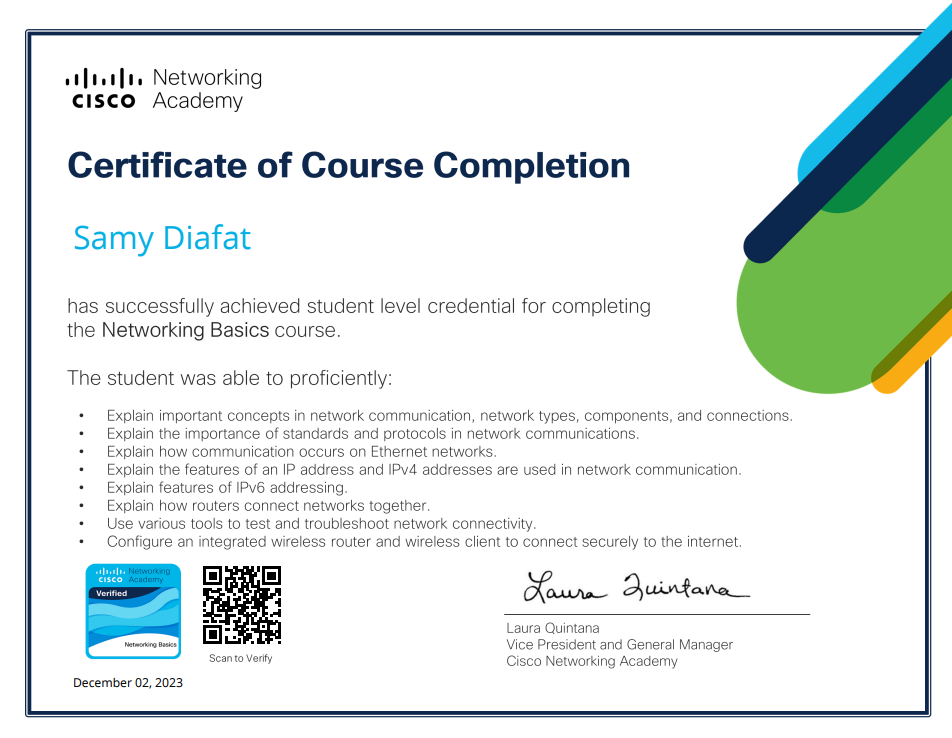 CISCO Networking Academy
Certificate of Course Completion
Samy Diafat
has successfully achieved student level credential for completing
the Networking Basics course.
The student was able to proficiently:
• Explain important concepts in network communication, network types, components, and connections.
• Explain the importance of standards and protocols in network communications.
• Explain how communication occurs on Ethernet networks.
• Explain the features of an IP address and IPv4 addresses are used in network communication.
• Explain features of IPv6 addressing.
• Explain how routers connect networks together.
• Use various tools to test and troubleshoot network connectivity.
• Configure an integrated wireless router and wireless client to connect securely to the internet.
CISCO Networking Academy
Verified
Networking Basics
Scan to Verify
December 02, 2023
Laura Quintana
Laura Quintana
Vice President and General Manager
Cisco Networking Academy